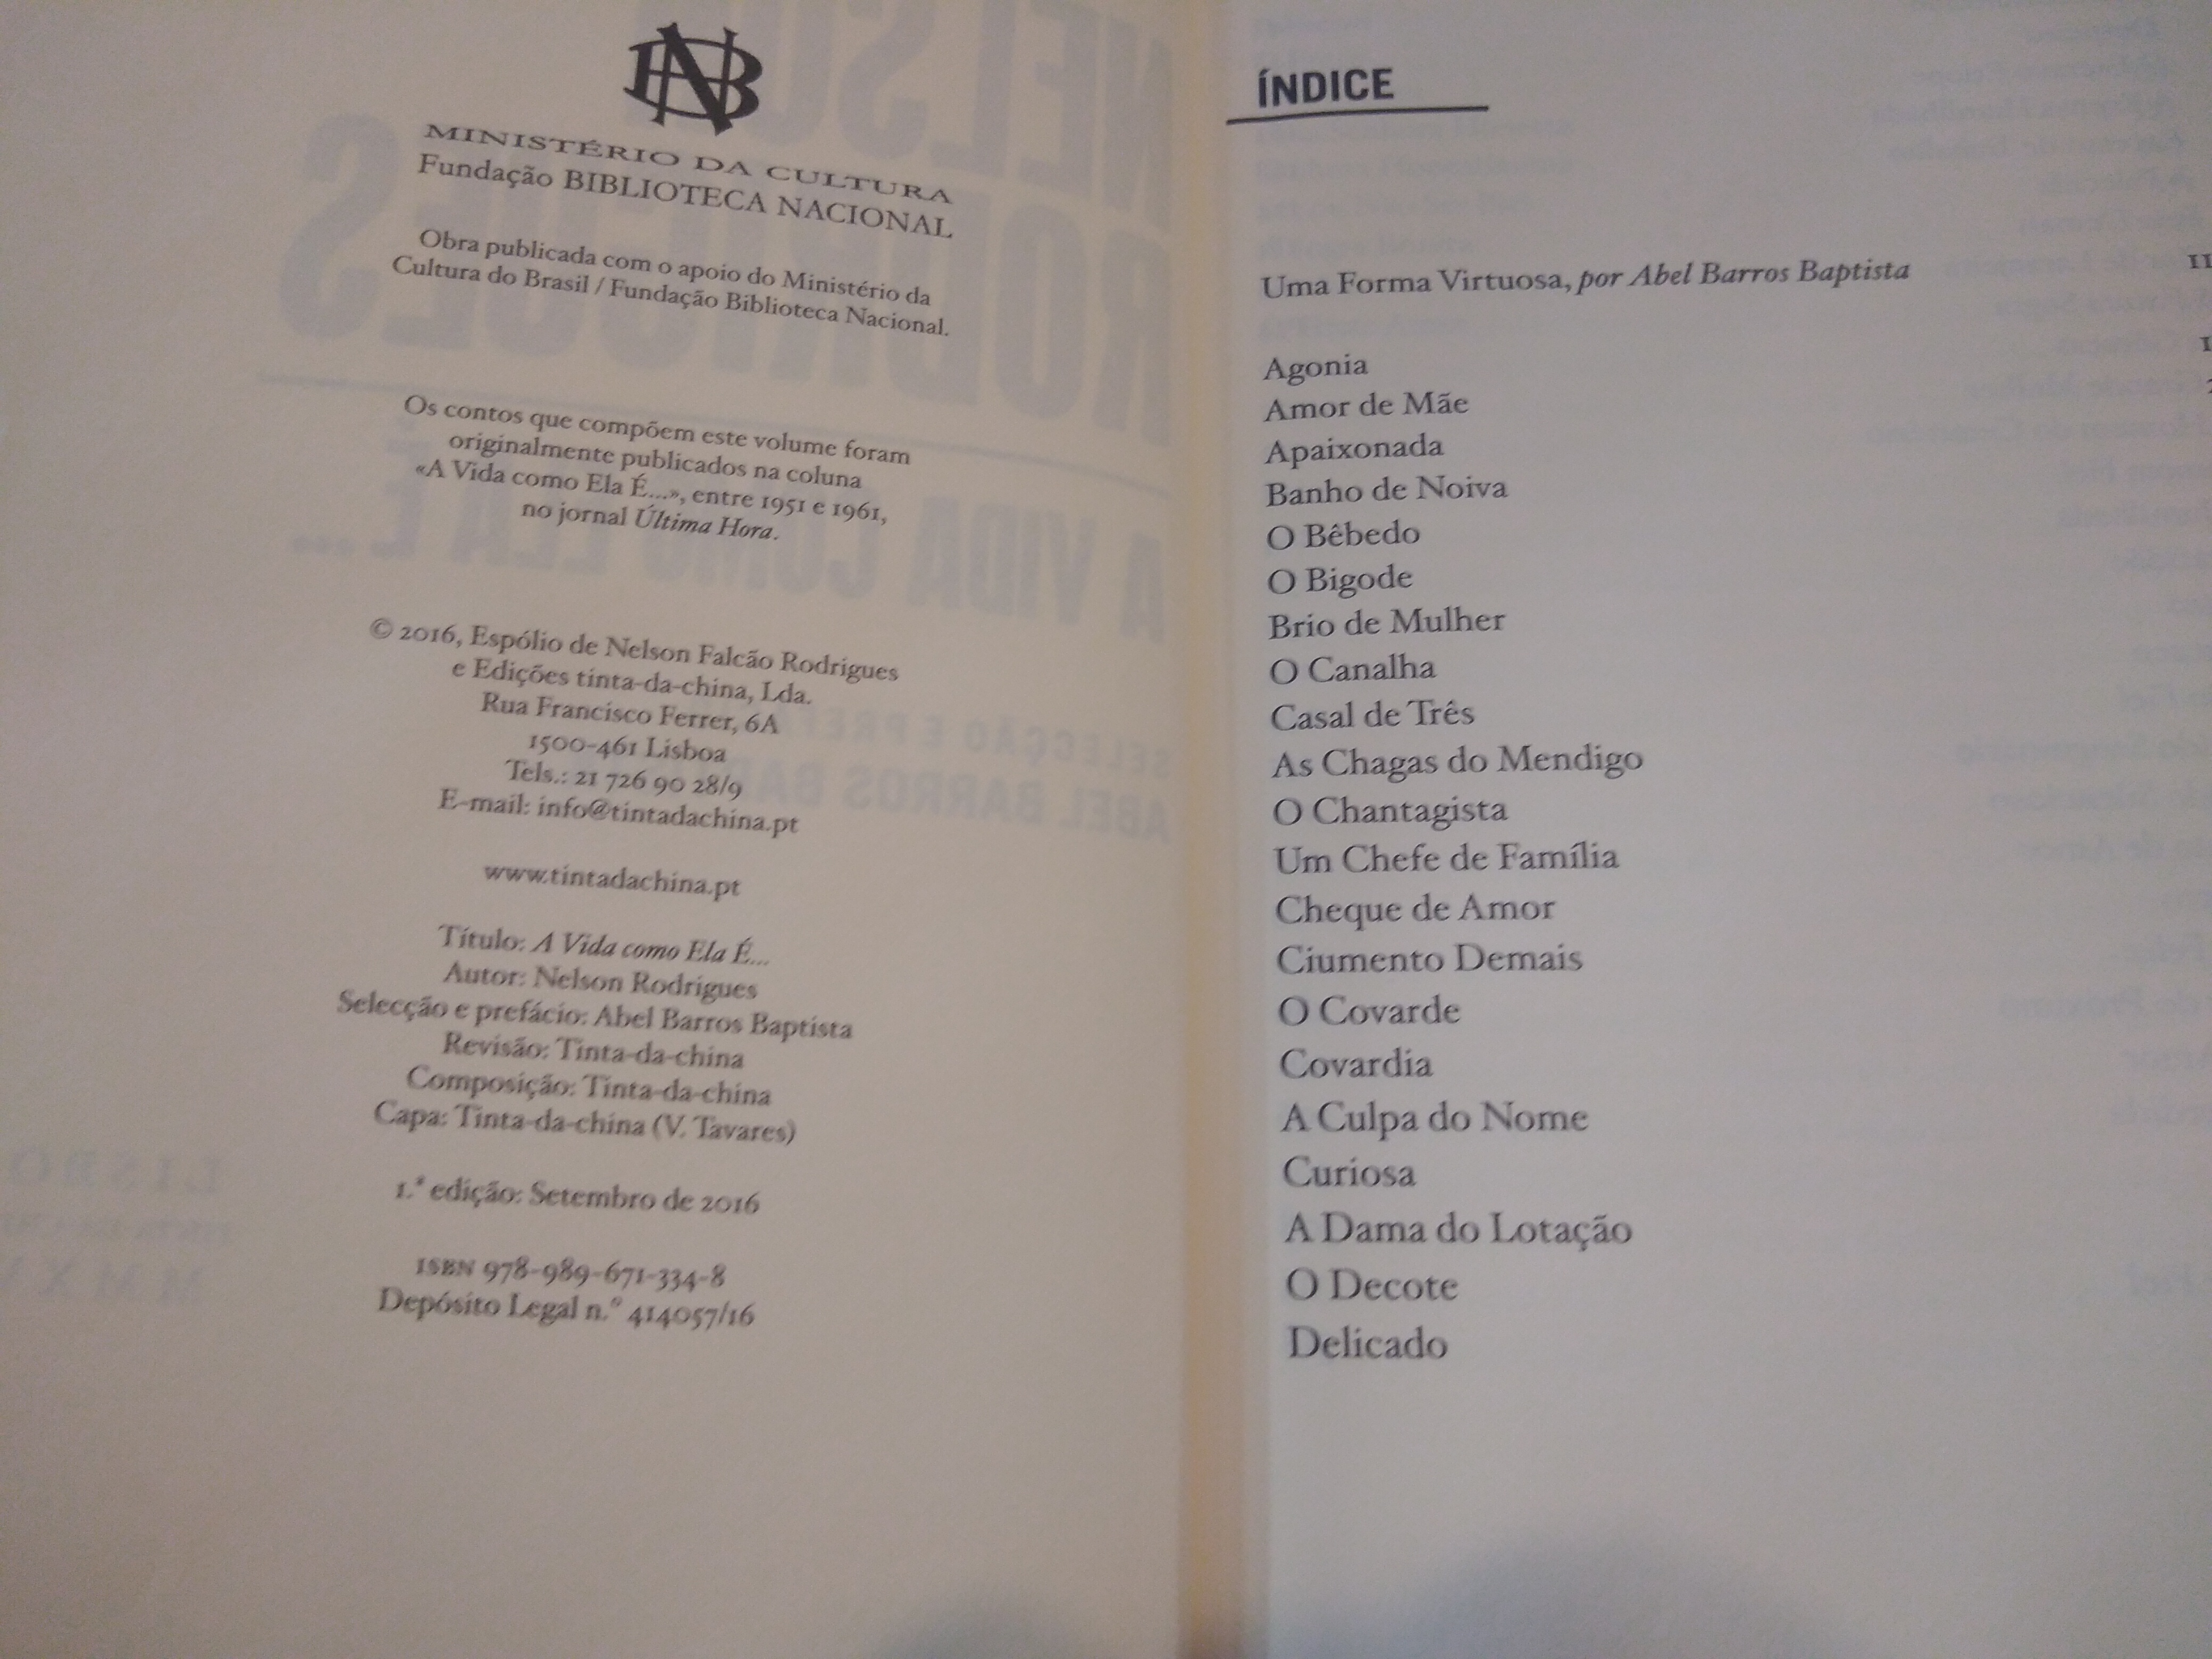 MINISTÉRIO DA CULTURA
Fundação BIBLIOTECA NACIONAL
Obra publicada com o apoio do Ministério da
Cultura do Brasil / Fundação Biblioteca Nacional.
Os contos que compõem este volume foram
originalmente publicados na coluna
«A Vida como Ela É...», entre 1951 e 1961,
no jornal Última Hora.
© 2016, Espólio de Nelson Falcão Rodrigues
e Edições tinta-da-china, Lda.
Rua Francisco Ferrer, 6A
1500-461 Lisboa
Tels.: 21 726 90 28/9
E-mail: info@tintadachina.pt
www.tintadachina.pt
Título: A Vida como Ela É...
Autor: Nelson Rodrigues
Selecção e prefácio: Abel Barros Baptista
Revisão: Tinta-da-china
Composição: Tinta-da-china
Capa: Tinta-da-china (V. Tavares)
1.ª edição: Setembro de 2016
ISBN 978-989-671-334-8
Depósito Legal n.º 414057/16
ÍNDICE
Uma Forma Virtuosa, por Abel Barros Baptista 11
Agonia
Amor de Mãe
Apaixonada
Banho de Noiva
O Bêbedo
O Bigode
Brio de Mulher
O Canalha
Casal de Três
As Chagas do Mendigo
O Chantagista
Um Chefe de Família
Cheque de Amor
Ciumento Demais
O Covarde
Covardia
A Culpa do Nome
Curiosa
A Dama do Lotação
O Decote
Delicado